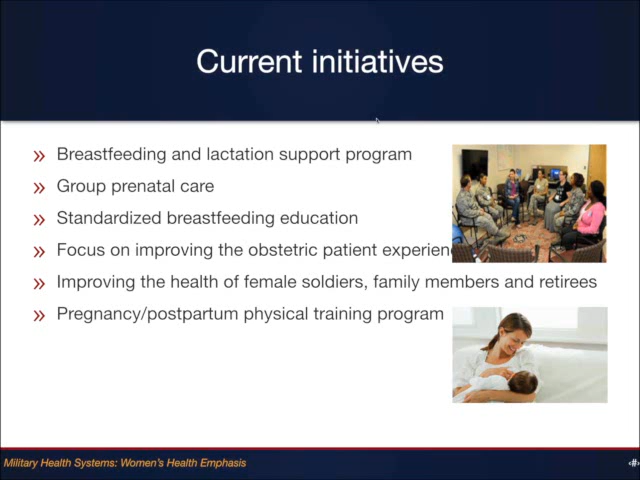 Current initiatives
» Breastfeeding and lactation support program
» Group prenatal care
» Standardized breastfeeding education
» Focus on improving the obstetric patient experien
» Improving the health of female soldiers, family members and retirees
» Pregnancy/postpartum physical training program
Military Health Systems: Women's Health Emphasis
‹#›